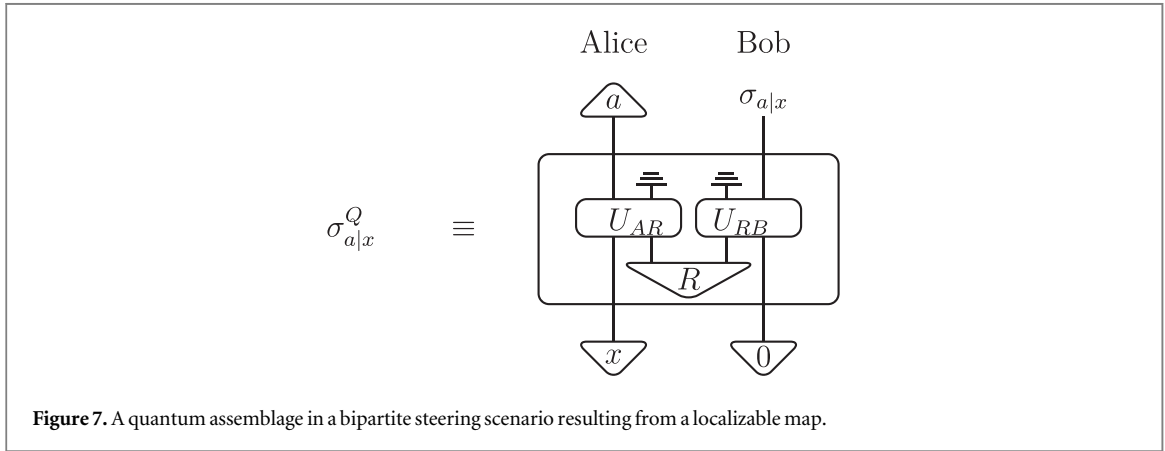 Alice Bob
a σ_{a|x}
σ^Q_{a|x} ≡ U_{AR} U_{RB}
R
x 0
Figure 7. A quantum assemblage in a bipartite steering scenario resulting from a localizable map.